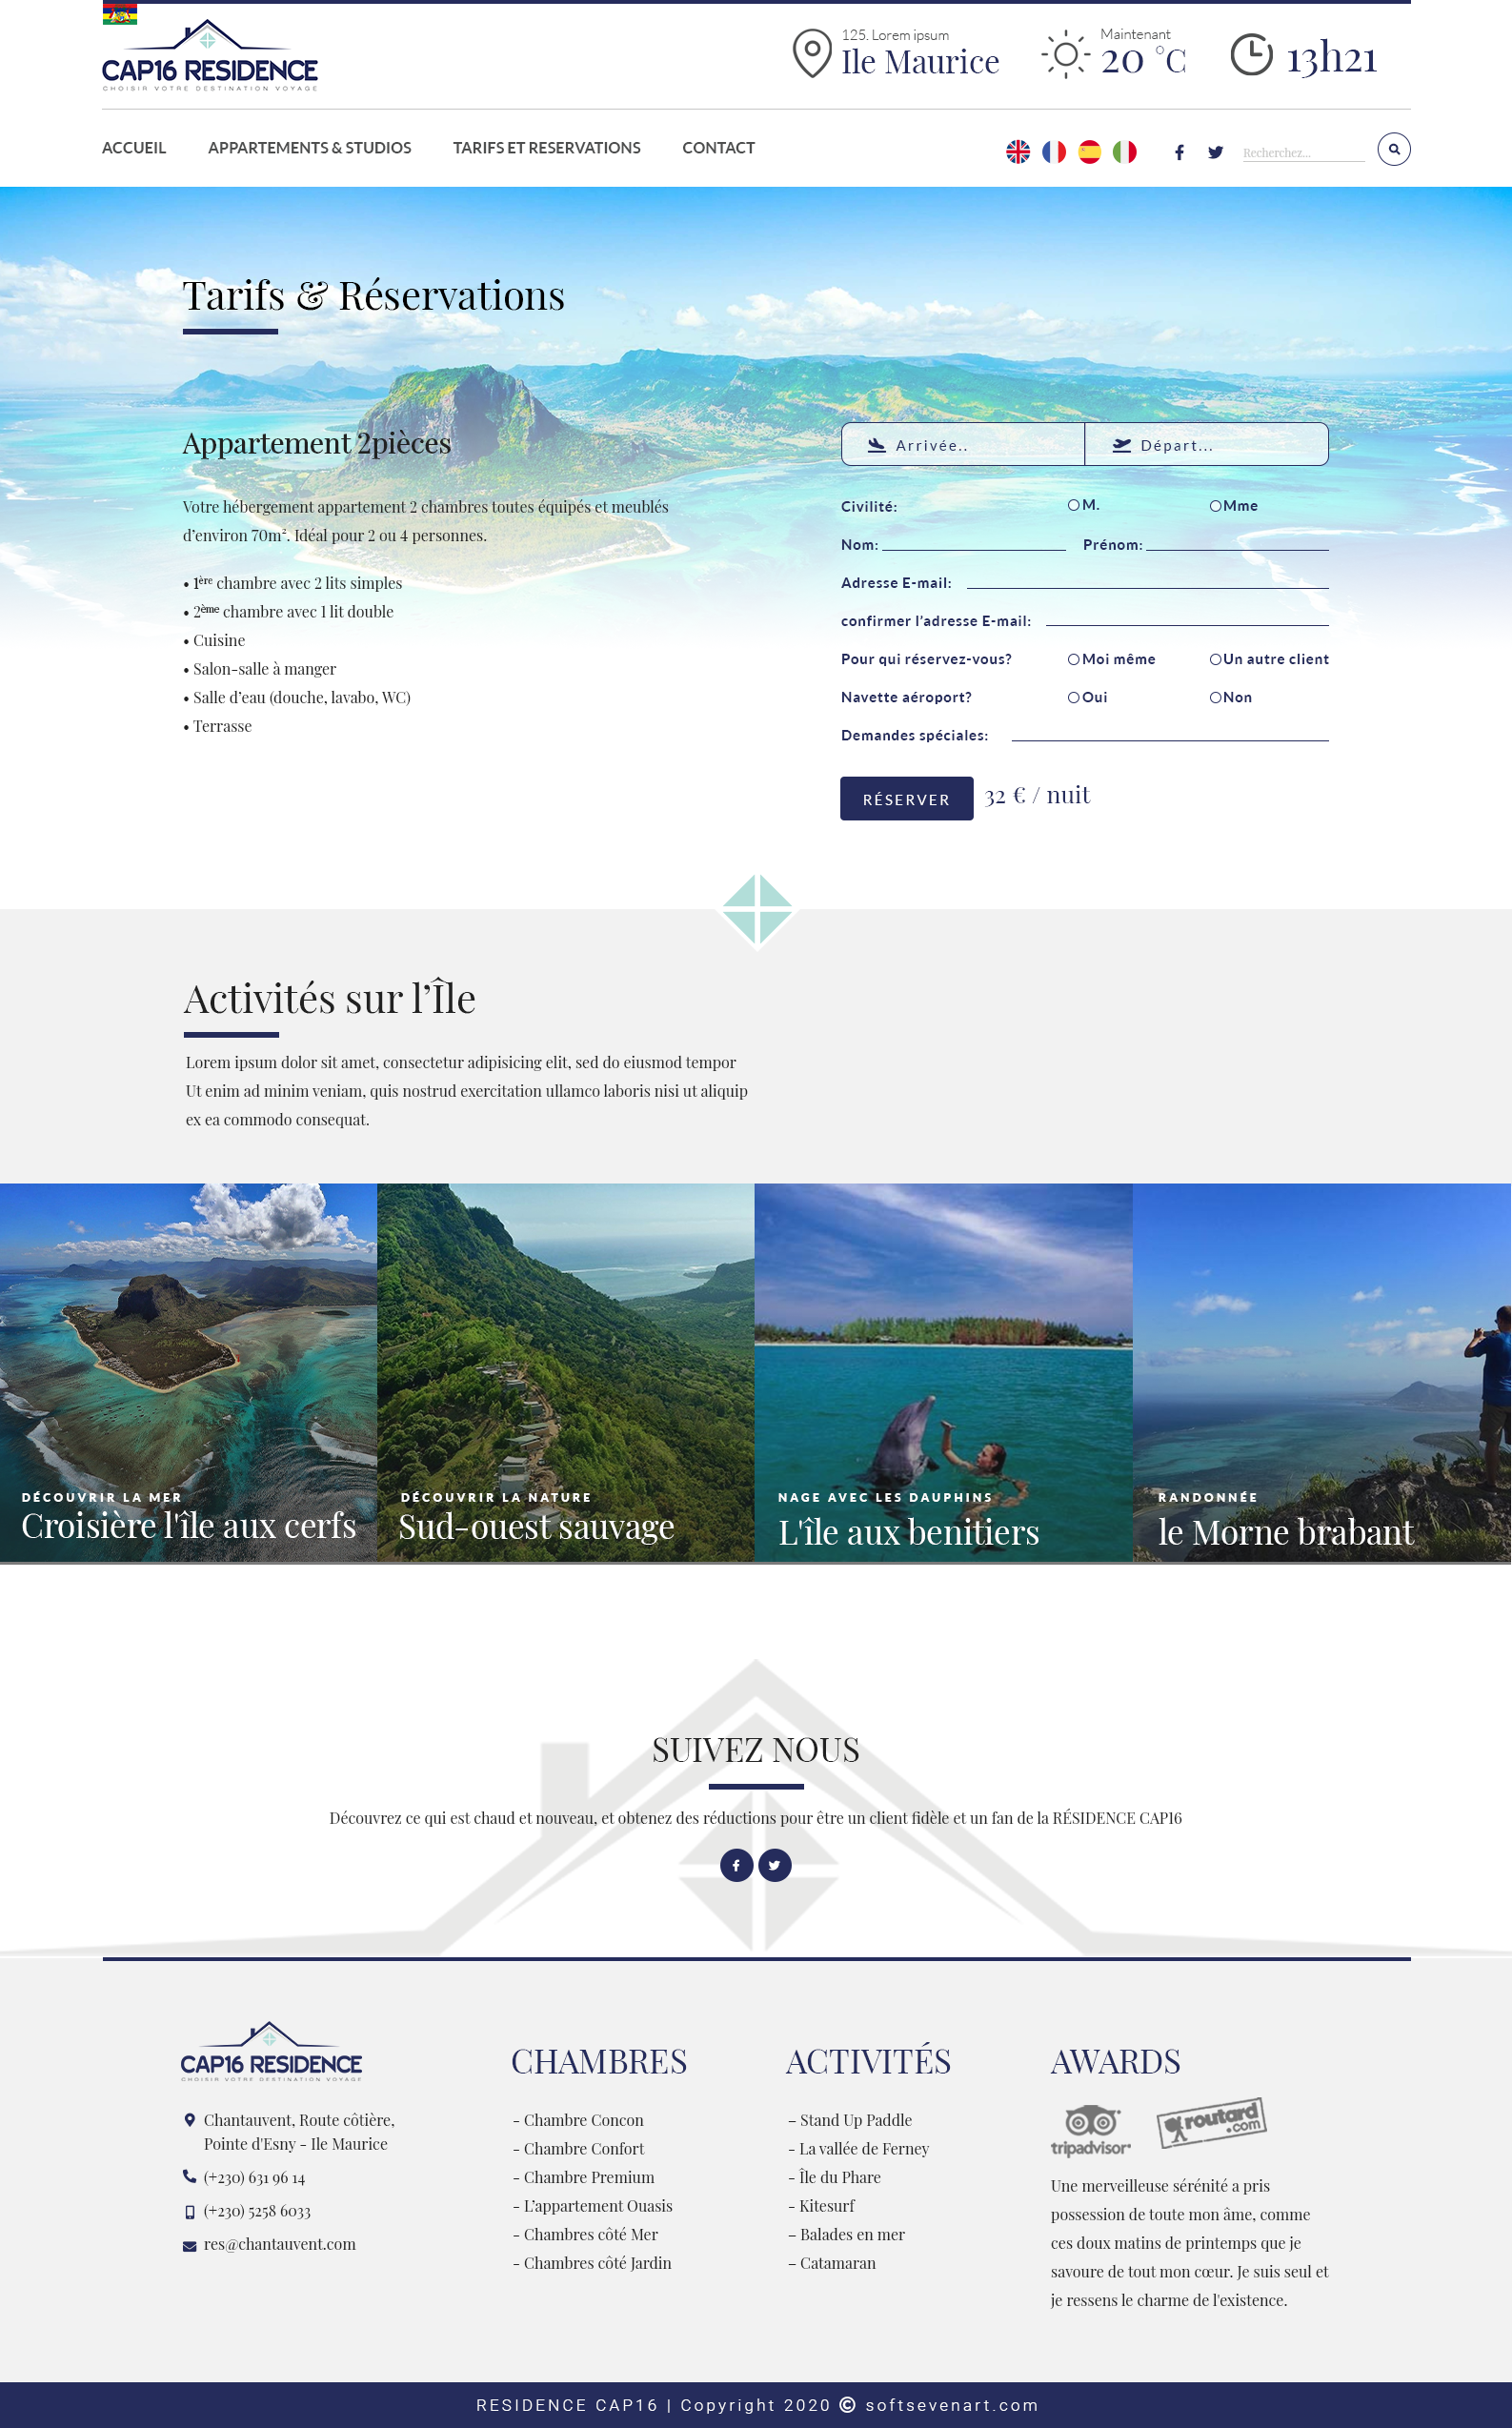 CAP16 RESIDENCE
CHOISIR VOTRE DESTINATION VOYAGE
125. Lorem ipsum
Ile Maurice
Maintenant
20 °C
13h21
ACCUEIL
APPARTEMENTS & STUDIOS
TARIFS ET RESERVATIONS
CONTACT
Recherchez...
Tarifs & Réservations
Appartement 2pièces
Votre hébergement appartement 2 chambres toutes équipés et meublés
d’environ 70m². Idéal pour 2 ou 4 personnes.
• 1ère chambre avec 2 lits simples
• 2ème chambre avec 1 lit double
• Cuisine
• Salon-salle à manger
• Salle d’eau (douche, lavabo, WC)
• Terrasse
Arrivée..
Départ...
Civilité: M. Mme
Nom: Prénom:
Adresse E-mail:
confirmer l’adresse E-mail:
Pour qui réservez-vous? Moi même Un autre client
Navette aéroport? Oui Non
Demandes spéciales:
RÉSERVER
32 € / nuit
Activités sur l’Île
Lorem ipsum dolor sit amet, consectetur adipisicing elit, sed do eiusmod tempor
Ut enim ad minim veniam, quis nostrud exercitation ullamco laboris nisi ut aliquip
ex ea commodo consequat.
DÉCOUVRIR LA MER
Croisière l'île aux cerfs
DÉCOUVRIR LA NATURE
Sud-ouest sauvage
NAGE AVEC LES DAUPHINS
L'île aux benitiers
RANDONNÉE
le Morne brabant
SUIVEZ NOUS
Découvrez ce qui est chaud et nouveau, et obtenez des réductions pour être un client fidèle et un fan de la RÉSIDENCE CAP16
CAP16 RESIDENCE
CHOISIR VOTRE DESTINATION VOYAGE
Chantauvent, Route côtière,
Pointe d'Esny - Ile Maurice
(+230) 631 96 14
(+230) 5258 6033
res@chantauvent.com
CHAMBRES
- Chambre Concon
- Chambre Confort
- Chambre Premium
- L’appartement Ouasis
- Chambres côté Mer
- Chambres côté Jardin
ACTIVITÉS
– Stand Up Paddle
- La vallée de Ferney
- Île du Phare
- Kitesurf
– Balades en mer
– Catamaran
AWARDS
tripadvisor
routard
.com
Une merveilleuse sérénité a pris
possession de toute mon âme, comme
ces doux matins de printemps que je
savoure de tout mon cœur. Je suis seul et
je ressens le charme de l'existence.
RESIDENCE CAP16 | Copyright 2020 © softsevenart.com